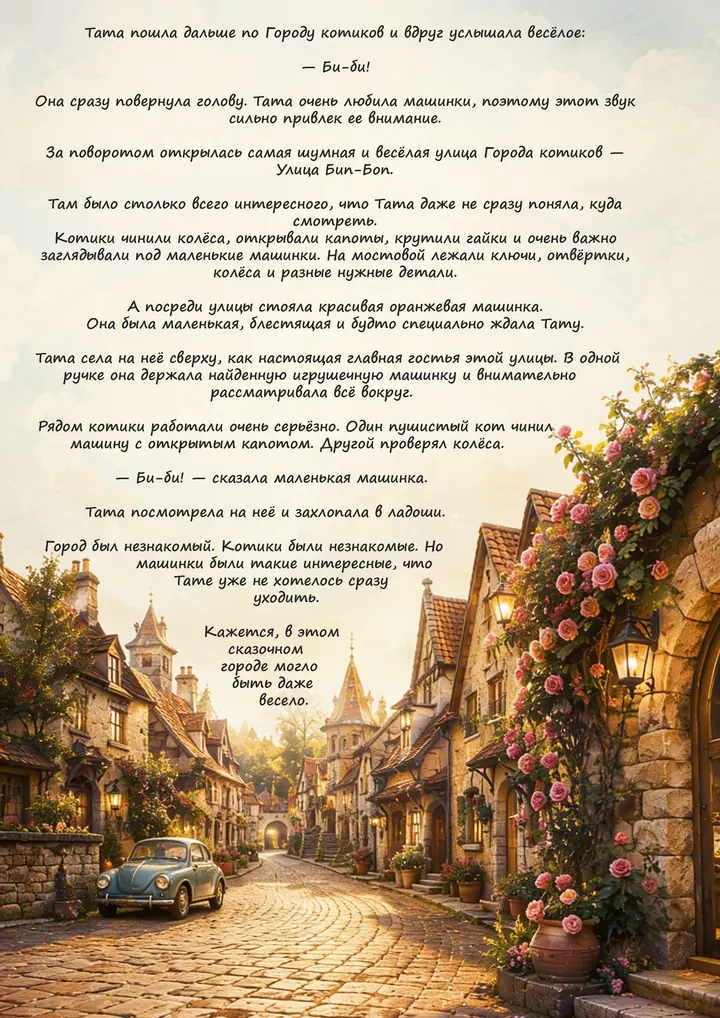 Тата пошла дальше по Городу котиков и вдруг услышала весёлое:
— Би-би!
Она сразу повернула голову. Тата очень любила машинки, поэтому этот звук
сильно привлек ее внимание.
За поворотом открылась самая шумная и весёлая улица Города котиков —
Улица Бип-Боп.
Там было столько всего интересного, что Тата даже не сразу поняла, куда
смотреть.
Котики чинили колёса, открывали капоты, крутили гайки и очень важно
заглядывали под маленькие машинки. На мостовой лежали ключи, отвёртки,
колёса и разные нужные детали.
А посреди улицы стояла красивая оранжевая машинка.
Она была маленькая, блестящая и будто специально ждала Тату.
Тата села на неё сверху, как настоящая главная гостья этой улицы. В одной
ручке она держала найденную игрушечную машинку и внимательно
рассматривала всё вокруг.
Рядом котики работали очень серьёзно. Один пушистый кот чинил
машину с открытым капотом. Другой проверял колёса.
— Би-би! — сказала маленькая машинка.
Тата посмотрела на неё и захлопала в ладоши.
Город был незнакомый. Котики были незнакомые. Но
машинки были такие интересные, что
Тате уже не хотелось сразу
уходить.
Кажется, в этом
сказочном
городе могло
быть даже
весело.